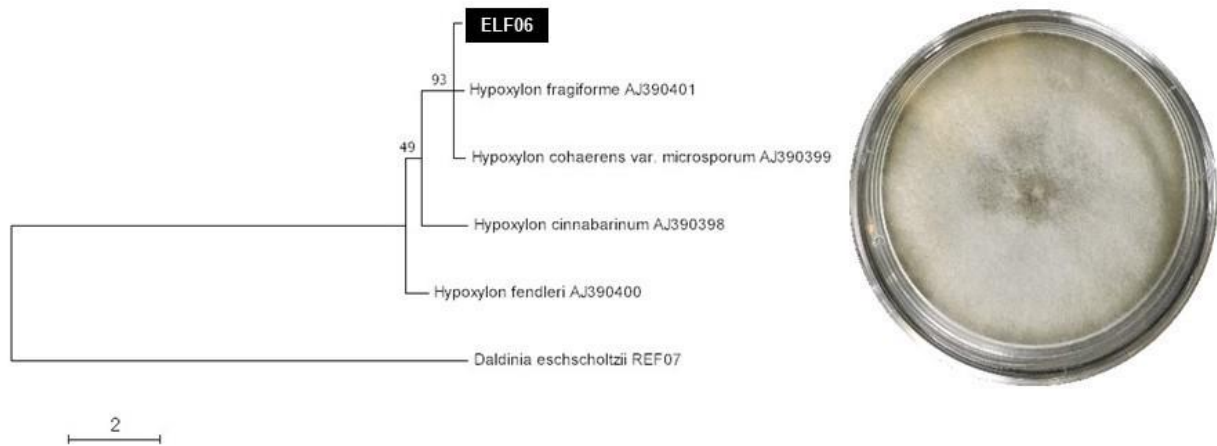 ELF06
93
Hypoxylon fragiforme AJ390401
49
Hypoxylon cohaerens var. microsporum AJ390399
Hypoxylon cinnabarinum AJ390398
Hypoxylon fendleri AJ390400
Daldinia eschscholtzii REF07
2